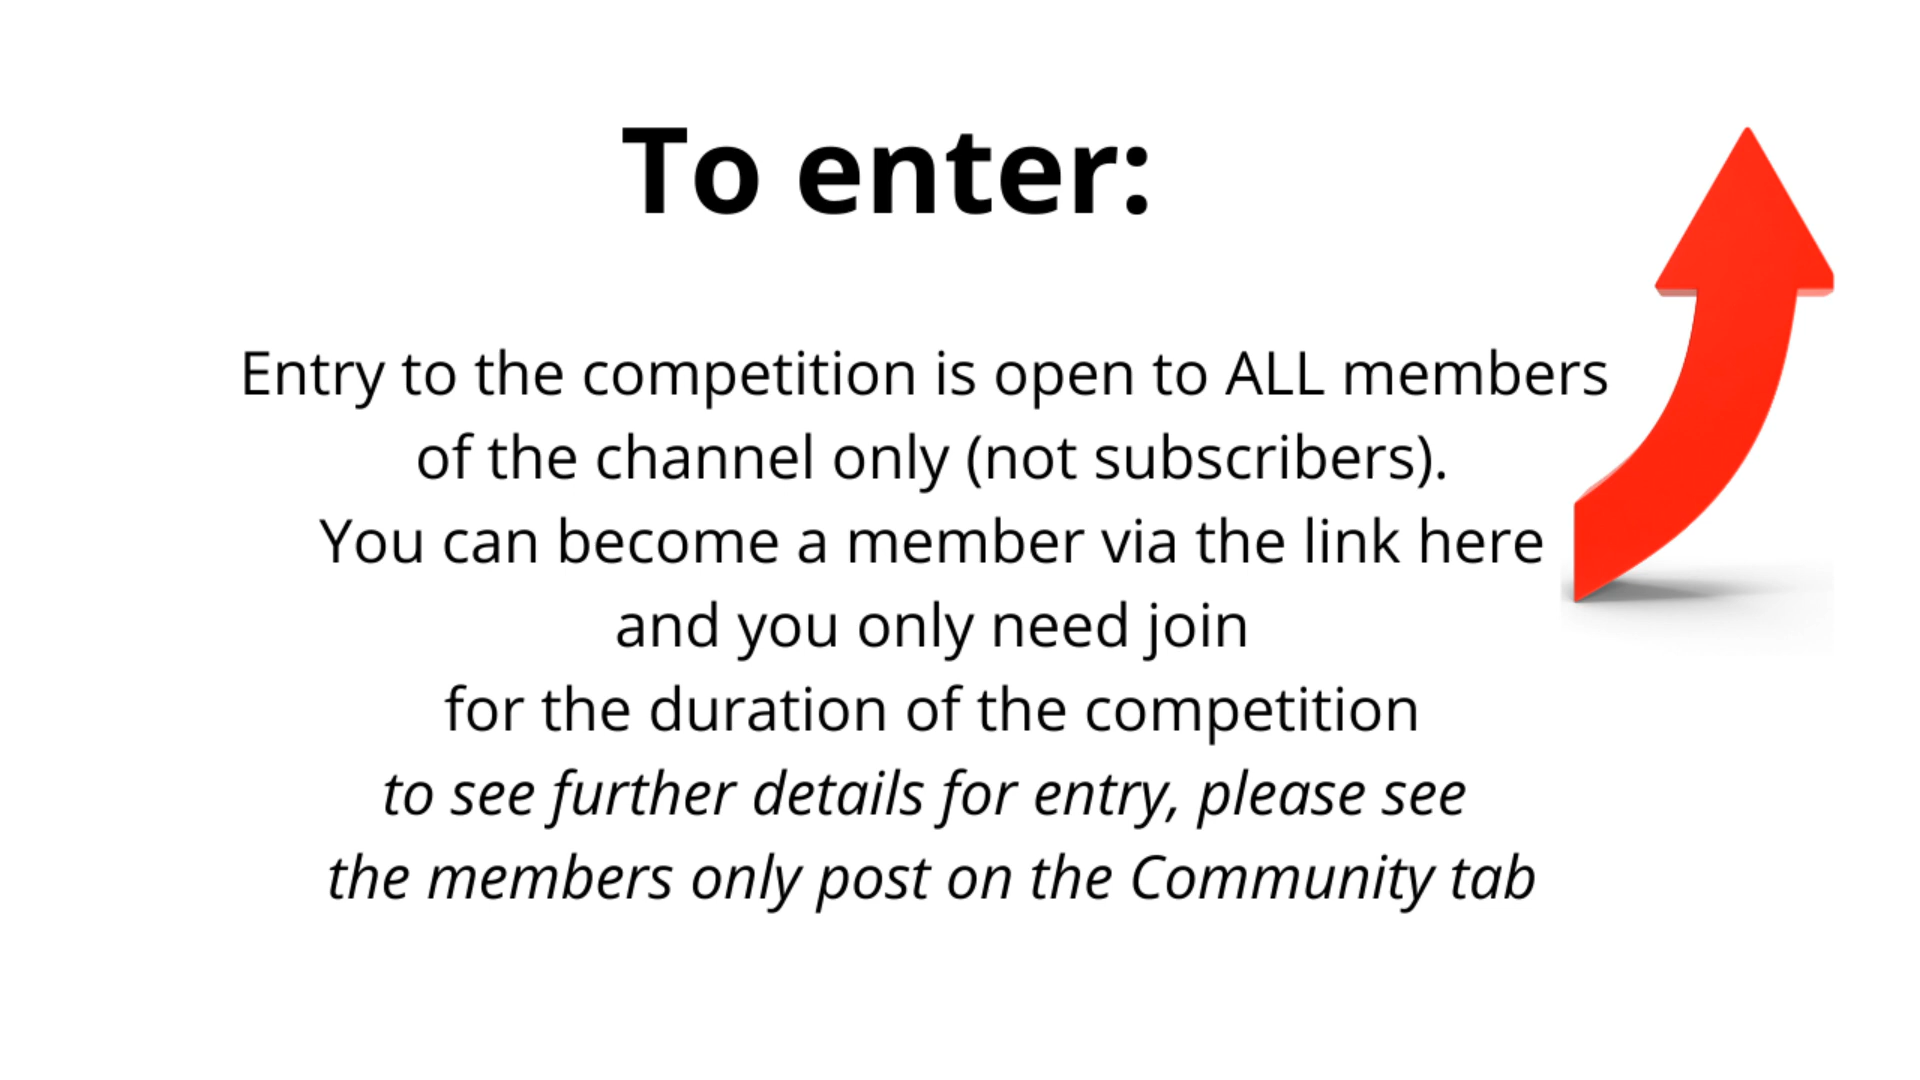 To enter:
Entry to the competition is open to ALL members
of the channel only (not subscribers).
You can become a member via the link here
and you only need join
for the duration of the competition
to see further details for entry, please see
the members only post on the Community tab